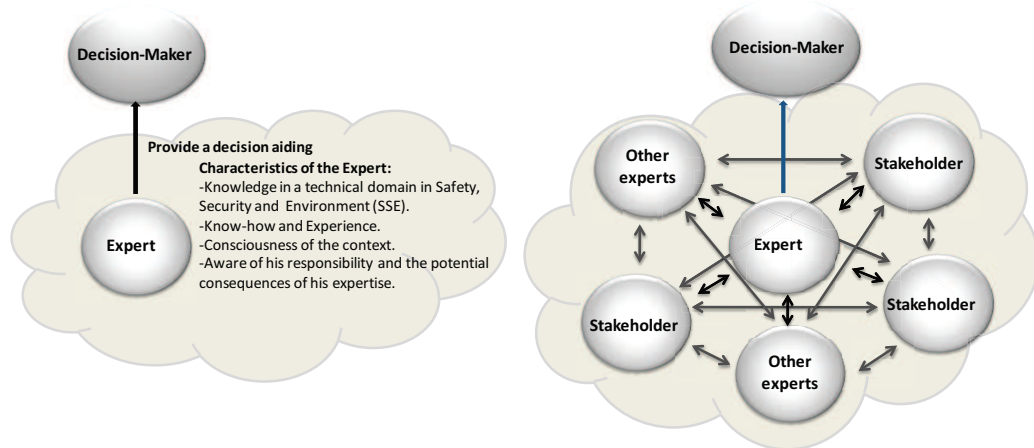 Decision-Maker
Provide a decision aiding
Characteristics of the Expert:
-Knowledge in a technical domain in Safety,
Security and Environment (SSE).
-Know-how and Experience.
-Consciousness of the context.
-Aware of his responsibility and the potential
consequences of his expertise.
Expert
Decision-Maker
Other
experts
Stakeholder
Expert
Stakeholder
Stakeholder
Other
experts